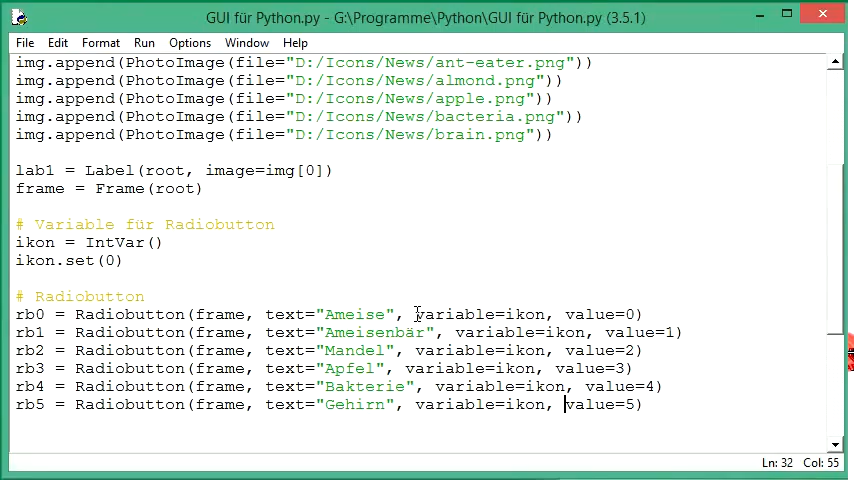 GUI für Python.py - G:\Programme\Python\GUI für Python.py (3.5.1)
File Edit Format Run Options Window Help
img.append(PhotoImage(file="D:/Icons/News/ant-eater.png"))
img.append(PhotoImage(file="D:/Icons/News/almond.png"))
img.append(PhotoImage(file="D:/Icons/News/apple.png"))
img.append(PhotoImage(file="D:/Icons/News/bacteria.png"))
img.append(PhotoImage(file="D:/Icons/News/brain.png"))
lab1 = Label(root, image=img[0])
frame = Frame(root)
# Variable für Radiobutton
ikon = IntVar()
ikon.set(0)
# Radiobutton
rb0 = Radiobutton(frame, text="Ameise", variable=ikon, value=0)
rb1 = Radiobutton(frame, text="Ameisenbär", variable=ikon, value=1)
rb2 = Radiobutton(frame, text="Mandel", variable=ikon, value=2)
rb3 = Radiobutton(frame, text="Apfel", variable=ikon, value=3)
rb4 = Radiobutton(frame, text="Bakterie", variable=ikon, value=4)
rb5 = Radiobutton(frame, text="Gehirn", variable=ikon, value=5)
Ln: 32 Col: 55